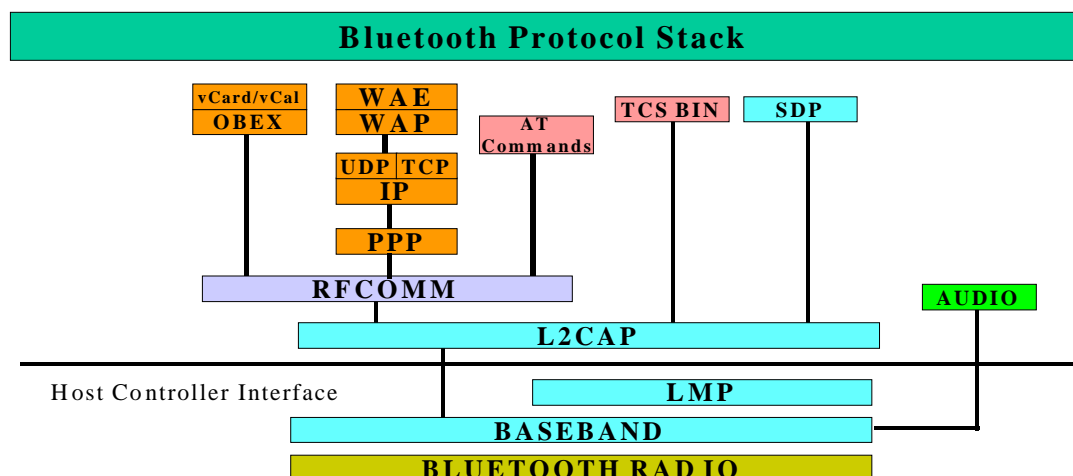 Bluetooth Protocol Stack
vCard/vCal
OBEX
WAE
WAP
AT
Commands
TCS BIN
SDP
UDP
TCP
IP
PPP
RFCOMM
AUDIO
L2CAP
Host Controller Interface
LMP
BASEBAND
BLUETOOTH RADIO